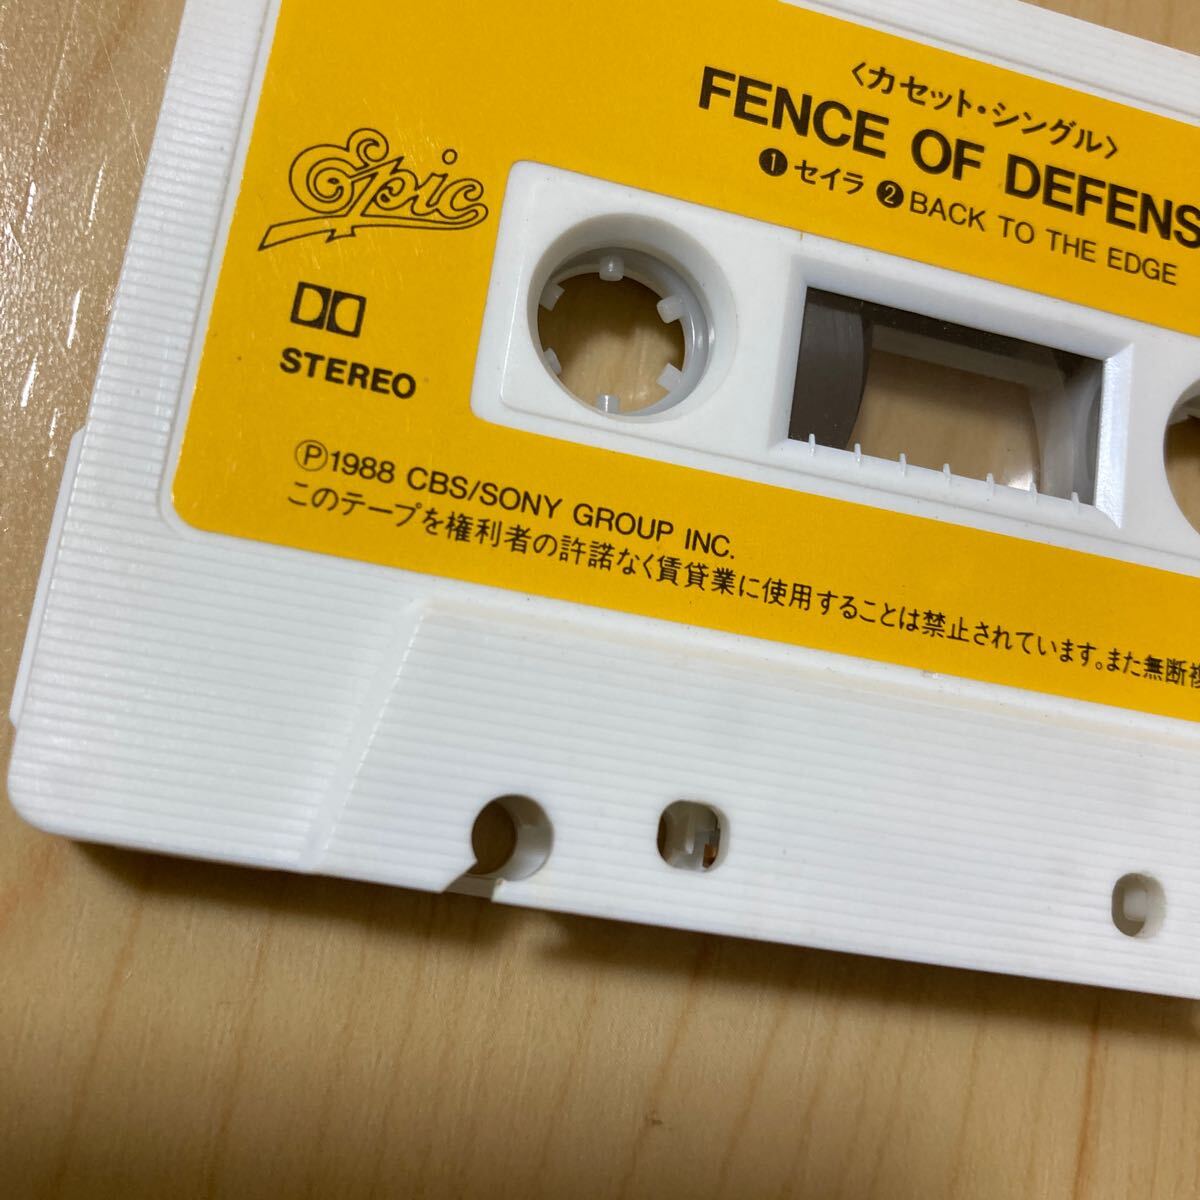 〈カセット・シングル〉
FENCE OF DEFENS
❶セイラ ❷BACK TO THE EDGE
Epic
STEREO
Ⓟ1988 CBS/SONY GROUP INC.
このテープを権利者の許諾なく賃貸業に使用することは禁止されています。また無断複